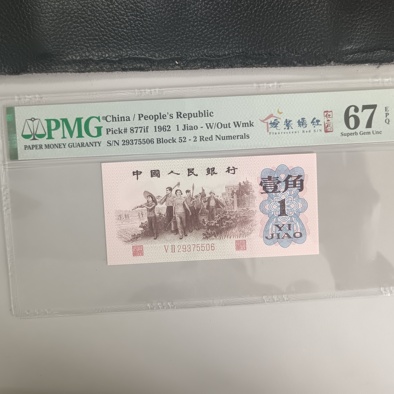 PMG
PAPER MONEY GUARANTY
China / People's Republic
Pick# 877if 1962 1 Jiao - W/Out Wmk
S/N 29375506 Block 52 - 2 Red Numerals
67 EPQ
Superb Gem Unc
中國人民銀行
壹角
1
YI
JIAO
VII 29375506